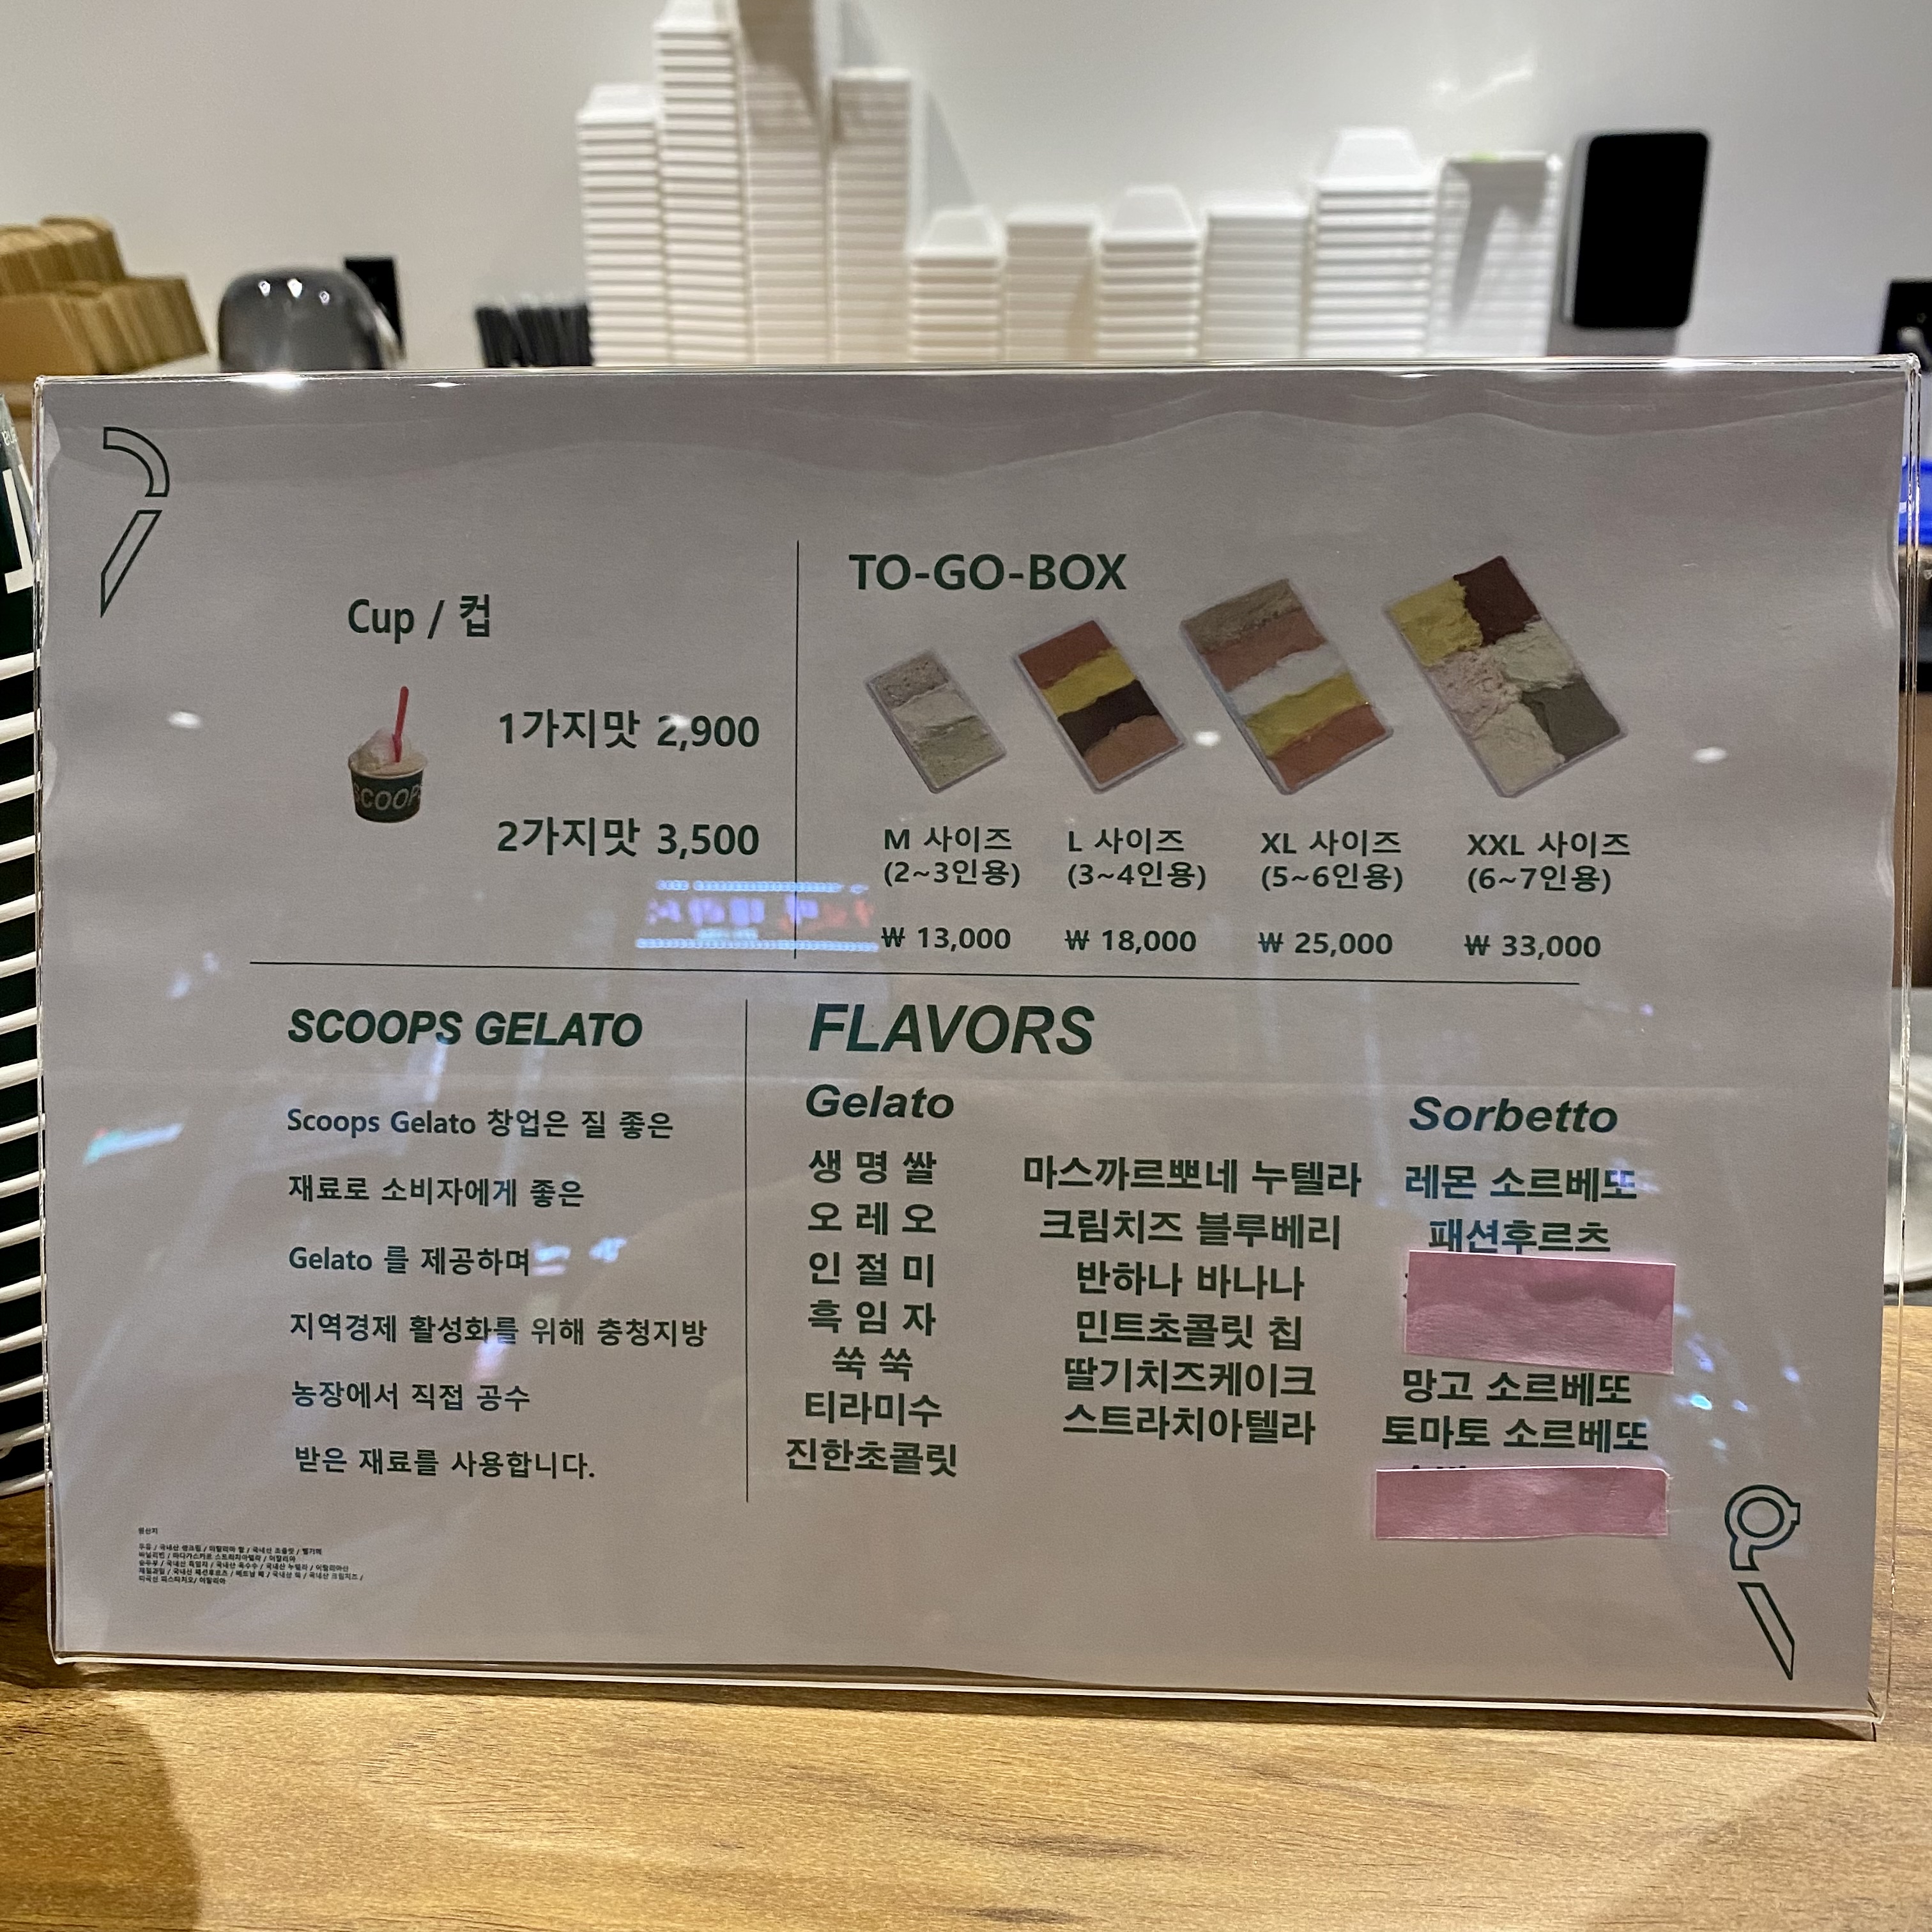 Cup / 컵
SCOOPS
1가지맛 2,900
2가지맛 3,500
TO-GO-BOX
M 사이즈
(2~3인용)
₩ 13,000
L 사이즈
(3~4인용)
₩ 18,000
XL 사이즈
(5~6인용)
₩ 25,000
XXL 사이즈
(6~7인용)
₩ 33,000
SCOOPS GELATO
Scoops Gelato 창업은 질 좋은
재료로 소비자에게 좋은
Gelato 를 제공하며
지역경제 활성화를 위해 충청지방
농장에서 직접 공수
받은 재료를 사용합니다.
원산지
FLAVORS
Gelato
생 명 쌀
오 레 오
인 절 미
흑 임 자
쑥 쑥
티라미수
진한초콜릿
마스까르뽀네 누텔라
크림치즈 블루베리
반하나 바나나
민트초콜릿 칩
딸기치즈케이크
스트라치아텔라
Sorbetto
레몬 소르베또
패션후르츠
망고 소르베또
토마토 소르베또